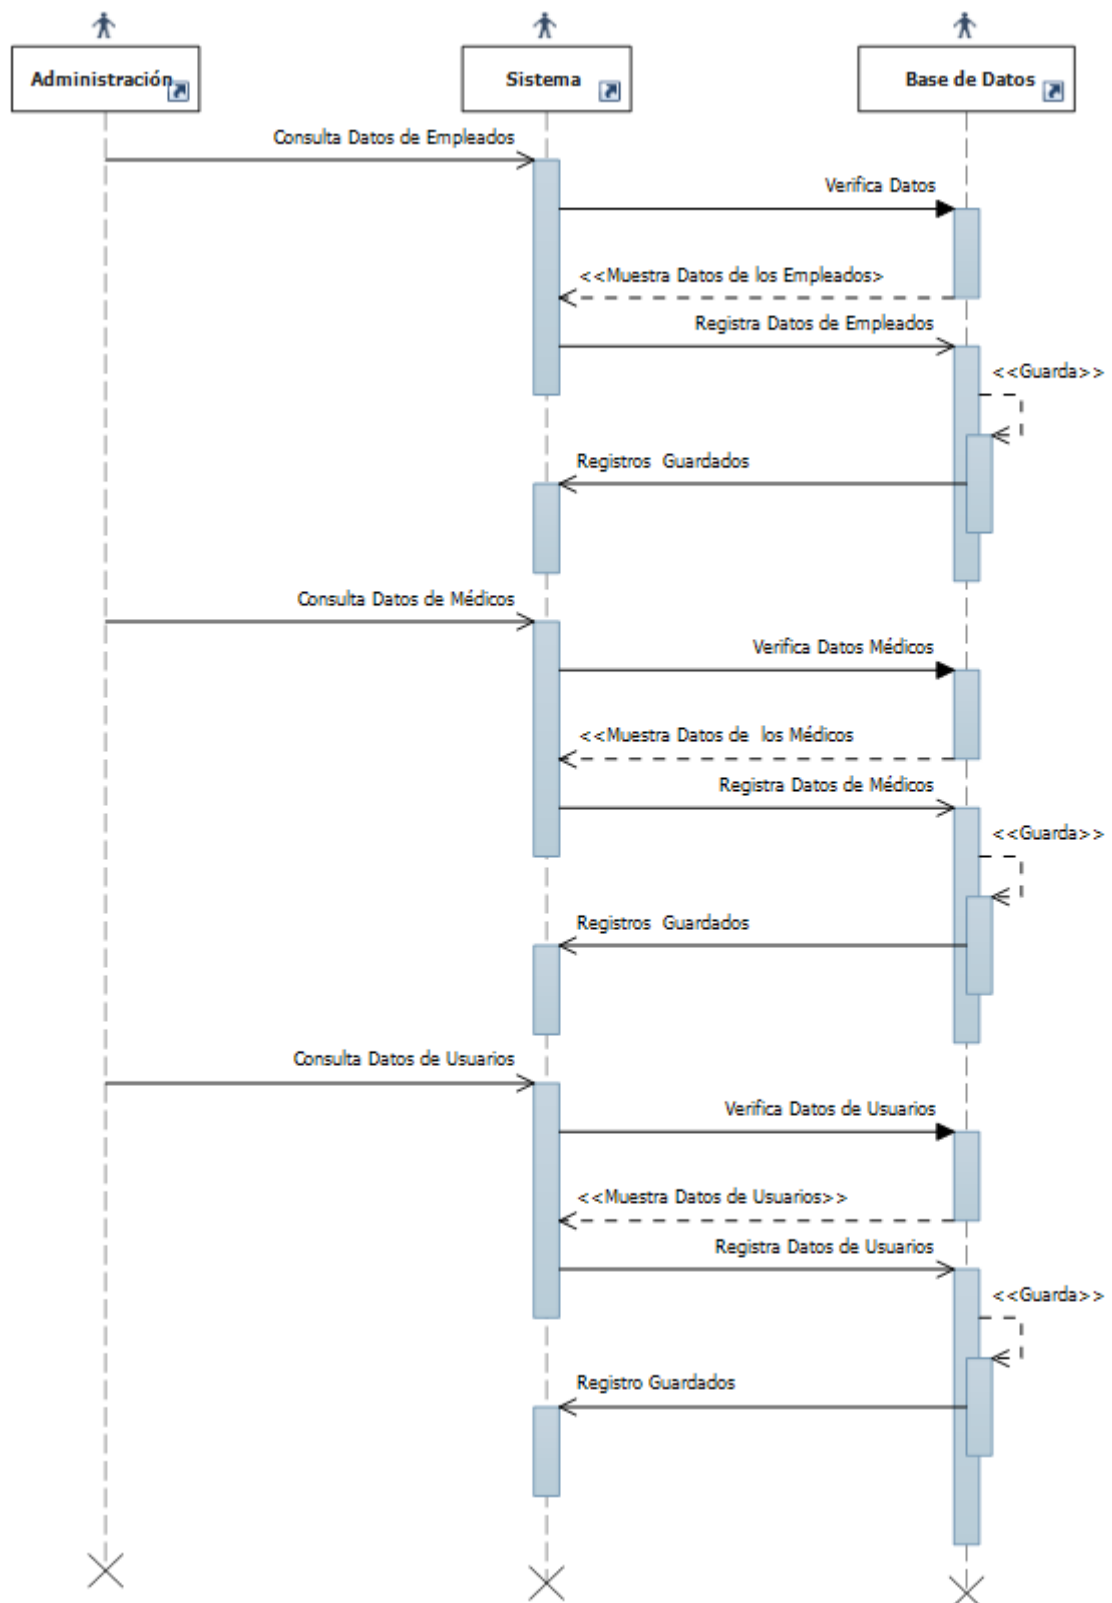 Administración
Sistema
Base de Datos
Consulta Datos de Empleados
Verifica Datos
<<Muestra Datos de los Empleados>
Registra Datos de Empleados
<<Guarda>>
Registros  Guardados
Consulta Datos de Médicos
Verifica Datos Médicos
<<Muestra Datos de  los Médicos
Registra Datos de Médicos
<<Guarda>>
Registros  Guardados
Consulta Datos de Usuarios
Verifica Datos de Usuarios
<<Muestra Datos de Usuarios>>
Registra Datos de Usuarios
<<Guarda>>
Registro Guardados